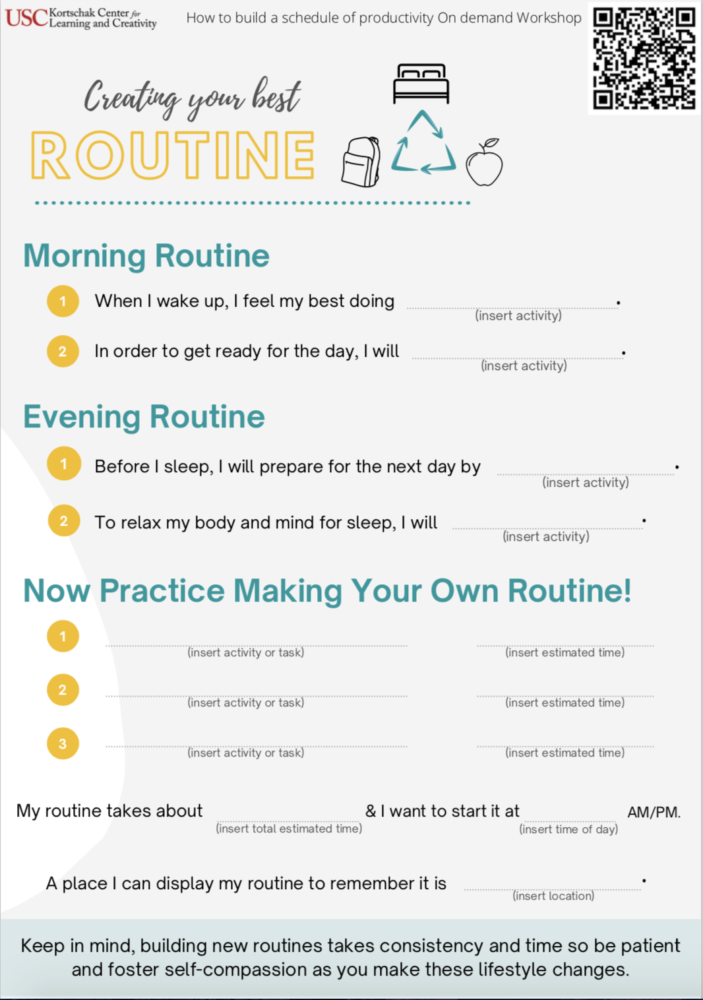 USC Kortschak Center for
Learning and Creativity
How to build a schedule of productivity On demand Workshop
Creating your best
ROUTINE
Morning Routine
1 When I wake up, I feel my best doing .
(insert activity)
2 In order to get ready for the day, I will .
(insert activity)
Evening Routine
1 Before I sleep, I will prepare for the next day by .
(insert activity)
2 To relax my body and mind for sleep, I will .
(insert activity)
Now Practice Making Your Own Routine!
1
(insert activity or task) (insert estimated time)
2
(insert activity or task) (insert estimated time)
3
(insert activity or task) (insert estimated time)
My routine takes about & I want to start it at AM/PM.
(insert total estimated time) (insert time of day)
A place I can display my routine to remember it is .
(insert location)
Keep in mind, building new routines takes consistency and time so be patient
and foster self-compassion as you make these lifestyle changes.